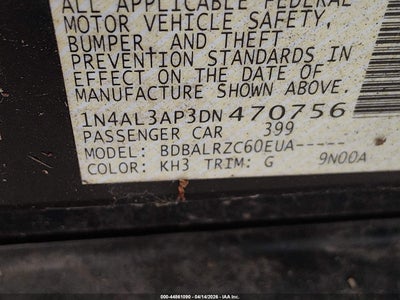 ALL APPLICABLE FEDERAL
MOTOR VEHICLE SAFETY,
BUMPER, AND THEFT
PREVENTION STANDARDS IN
EFFECT ON THE DATE OF
MANUFACTURE SHOWN ABOVE.
1N4AL3AP3DN470756
PASSENGER CAR 399
MODEL: BDBALRZC60EUA-----
COLOR: KH3 TRIM: G 9N00A
000-44861090 - 04/14/2026 - IAA Inc.